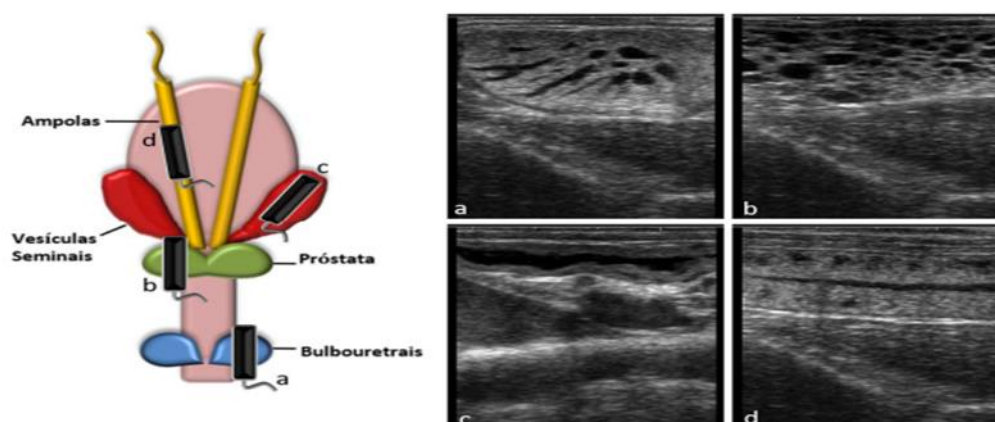 Ampolas
d
c
Vesículas
Seminais
Próstata
b
Bulbouretrais
a
a
b
c
d